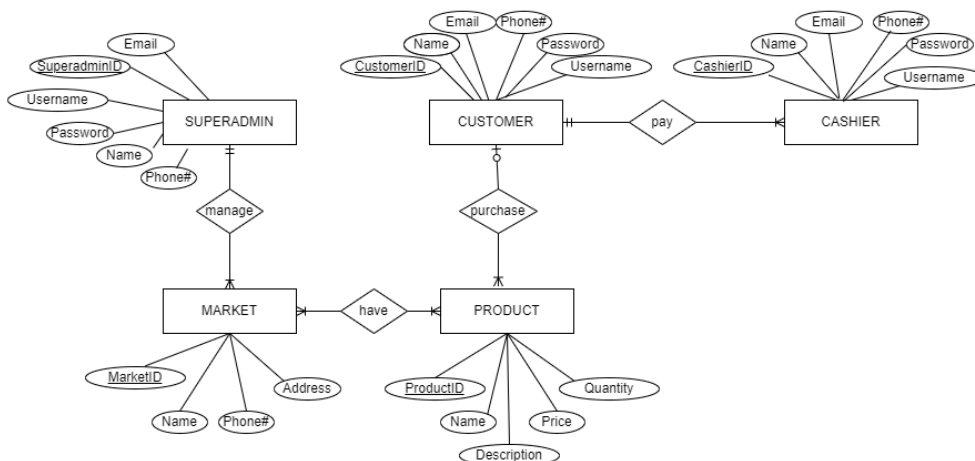 Email
SuperadminID
Username
Password
Name
Phone#
SUPERADMIN
Email
Phone#
Name
Password
CustomerID
Username
CUSTOMER
pay
Email
Phone#
Name
Password
CashierID
Username
CASHIER
manage
purchase
MARKET
have
PRODUCT
MarketID
Name
Phone#
Address
ProductID
Name
Description
Price
Quantity